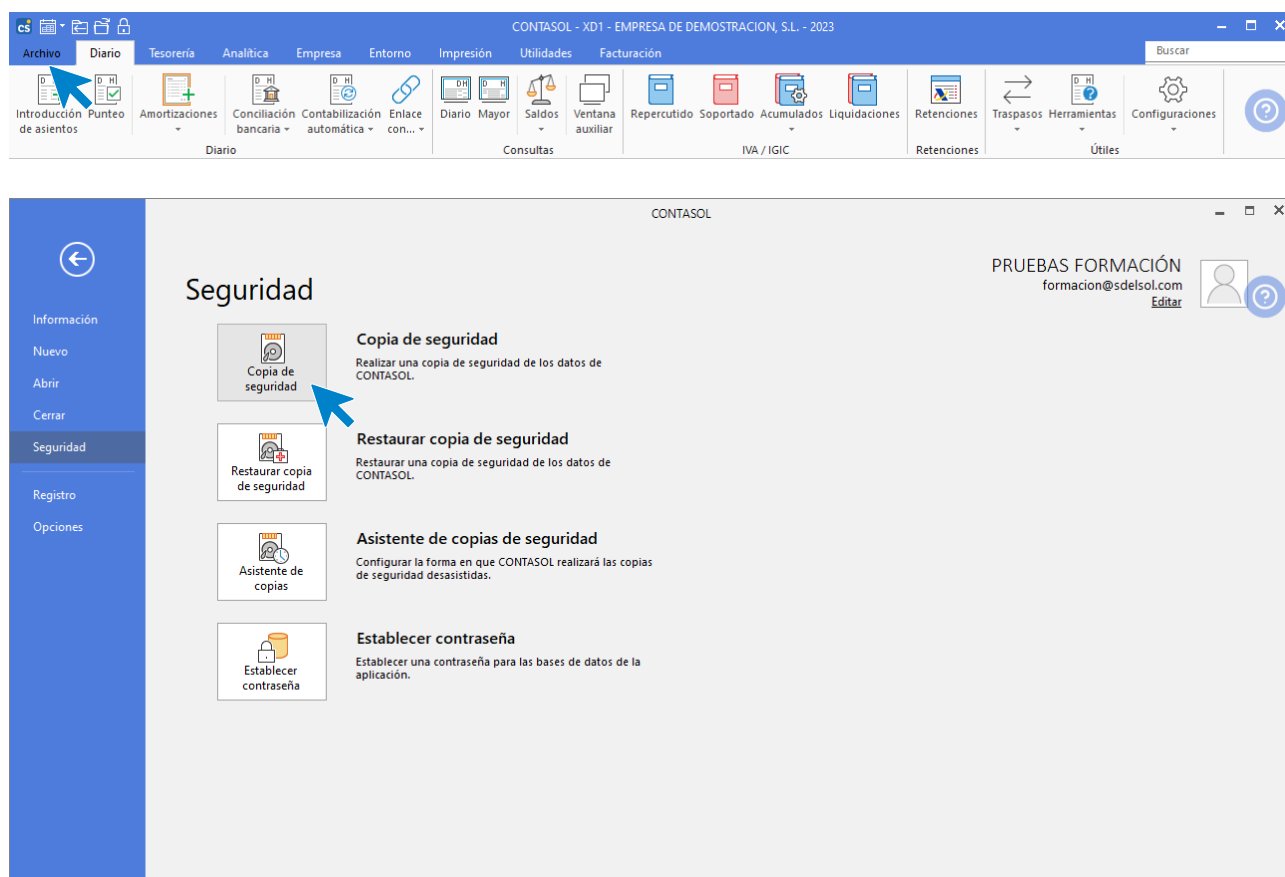 cs
CONTASOL - XD1 - EMPRESA DE DEMOSTRACION, S.L. - 2023
Archivo Diario Tesorería Analítica Empresa Entorno Impresión Utilidades Facturación Buscar
Introducción de asientos
Punteo
Amortizaciones
Conciliación bancaria
Contabilización automática
Enlace con...
Diario
Mayor
Saldos
Ventana auxiliar
Repercutido
Soportado
Acumulados
Liquidaciones
Retenciones
Traspasos
Herramientas
Configuraciones
Diario Consultas IVA / IGIC Retenciones Útiles
CONTASOL
PRUEBAS FORMACIÓN
formacion@sdelsol.com
Editar
Información
Nuevo
Abrir
Cerrar
Seguridad
Registro
Opciones
Seguridad
Copia de
seguridad
Copia de seguridad
Realizar una copia de seguridad de los datos de
CONTASOL.
Restaurar copia
de seguridad
Restaurar copia de seguridad
Restaurar una copia de seguridad de los datos de
CONTASOL.
Asistente de
copias
Asistente de copias de seguridad
Configurar la forma en que CONTASOL realizará las copias
de seguridad desasistidas.
Establecer
contraseña
Establecer contraseña
Establecer una contraseña para las bases de datos de la
aplicación.